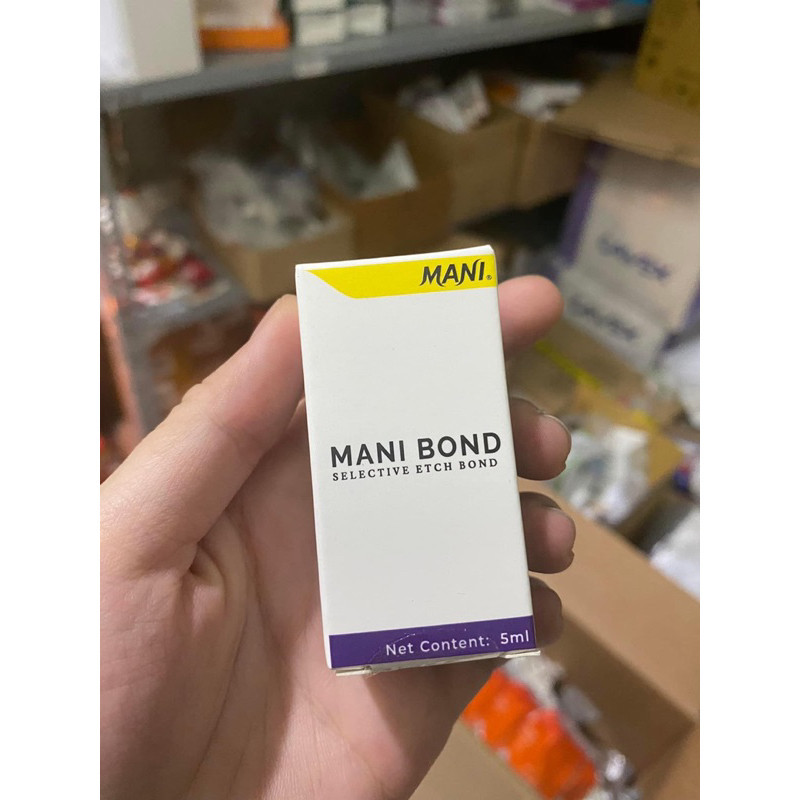 MANI®
MANI BOND
SELECTIVE ETCH BOND
Net Content: 5ml